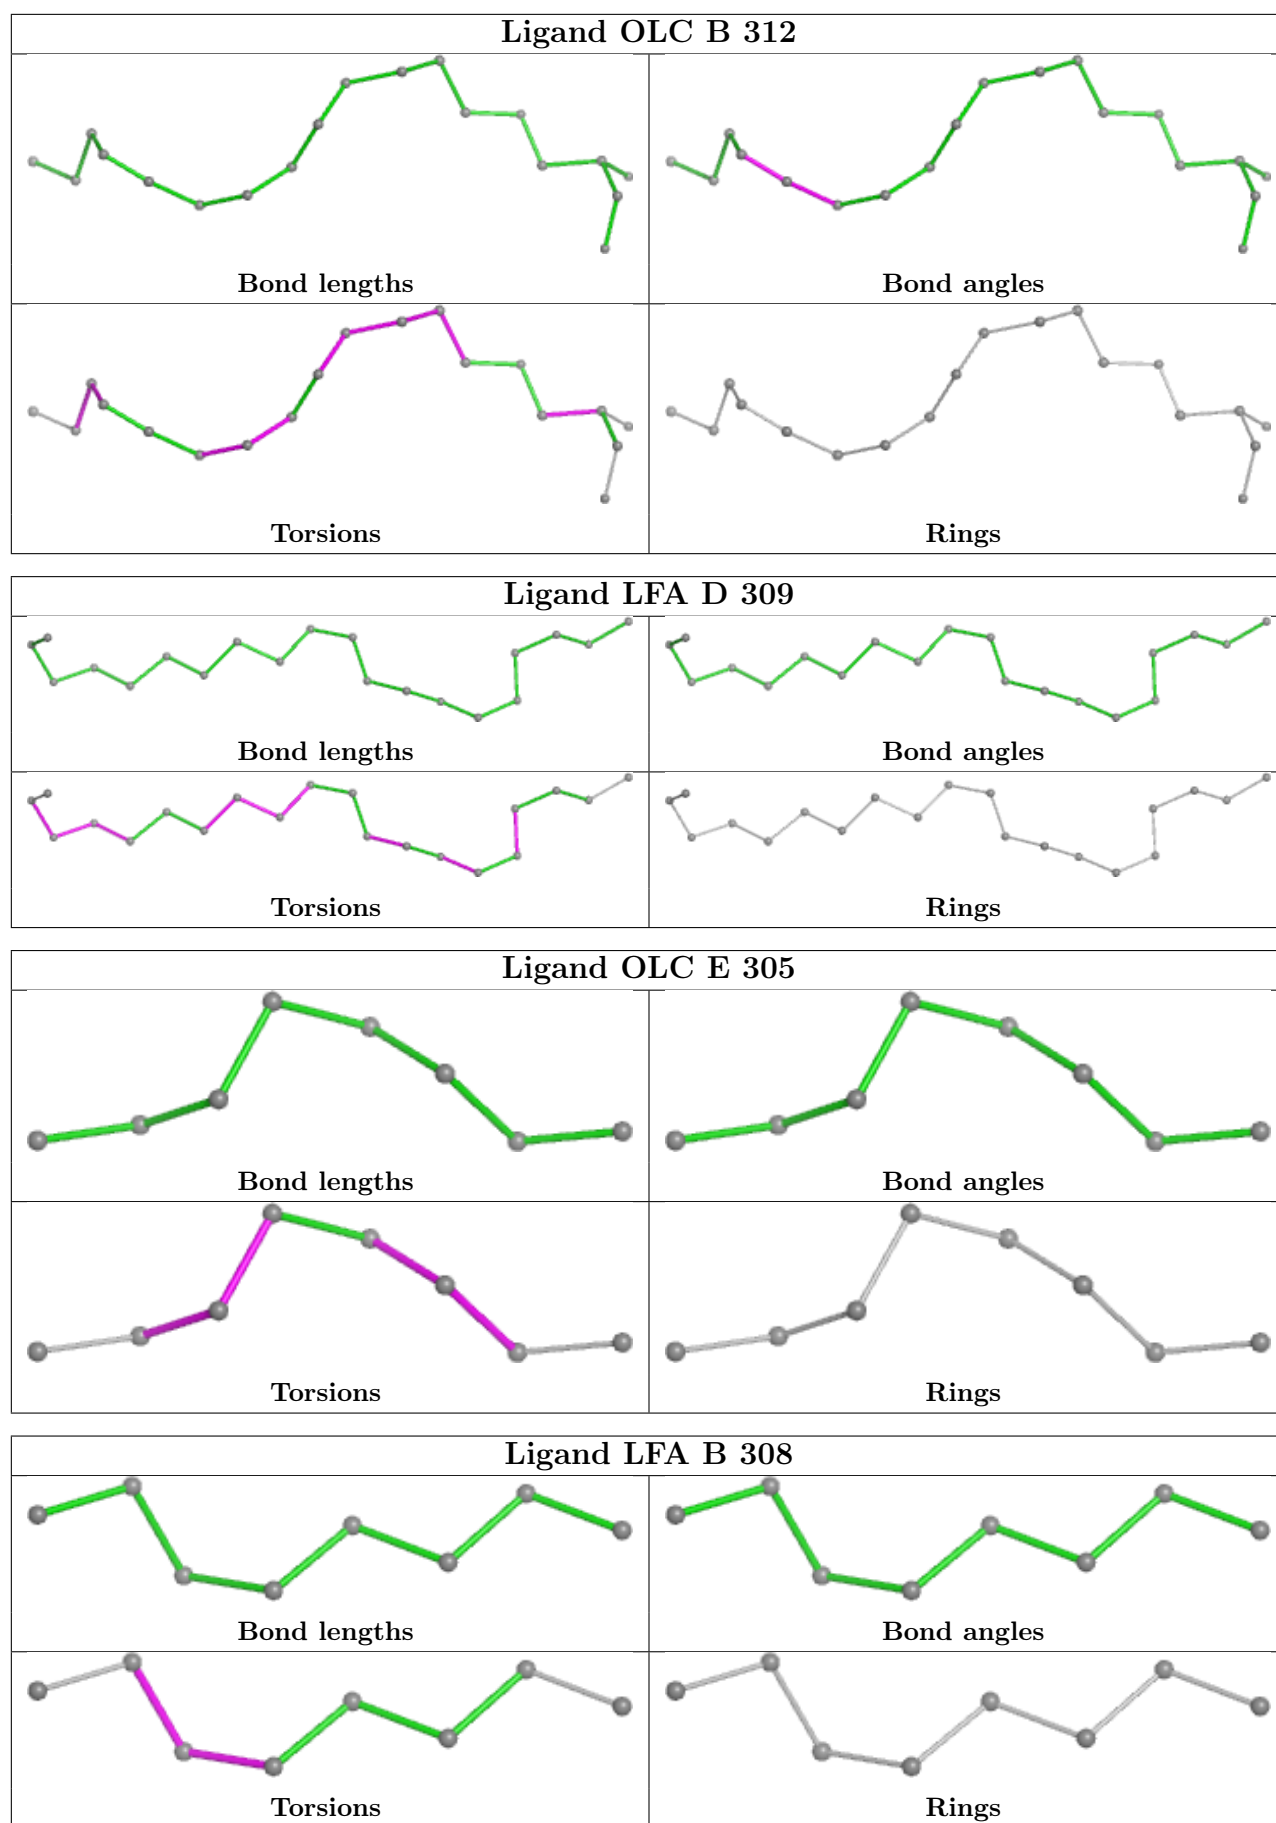 Ligand OLC B 312
Bond lengths
Bond angles
Torsions
Rings
Ligand LFA D 309
Bond lengths
Bond angles
Torsions
Rings
Ligand OLC E 305
Bond lengths
Bond angles
Torsions
Rings
Ligand LFA B 308
Bond lengths
Bond angles
Torsions
Rings